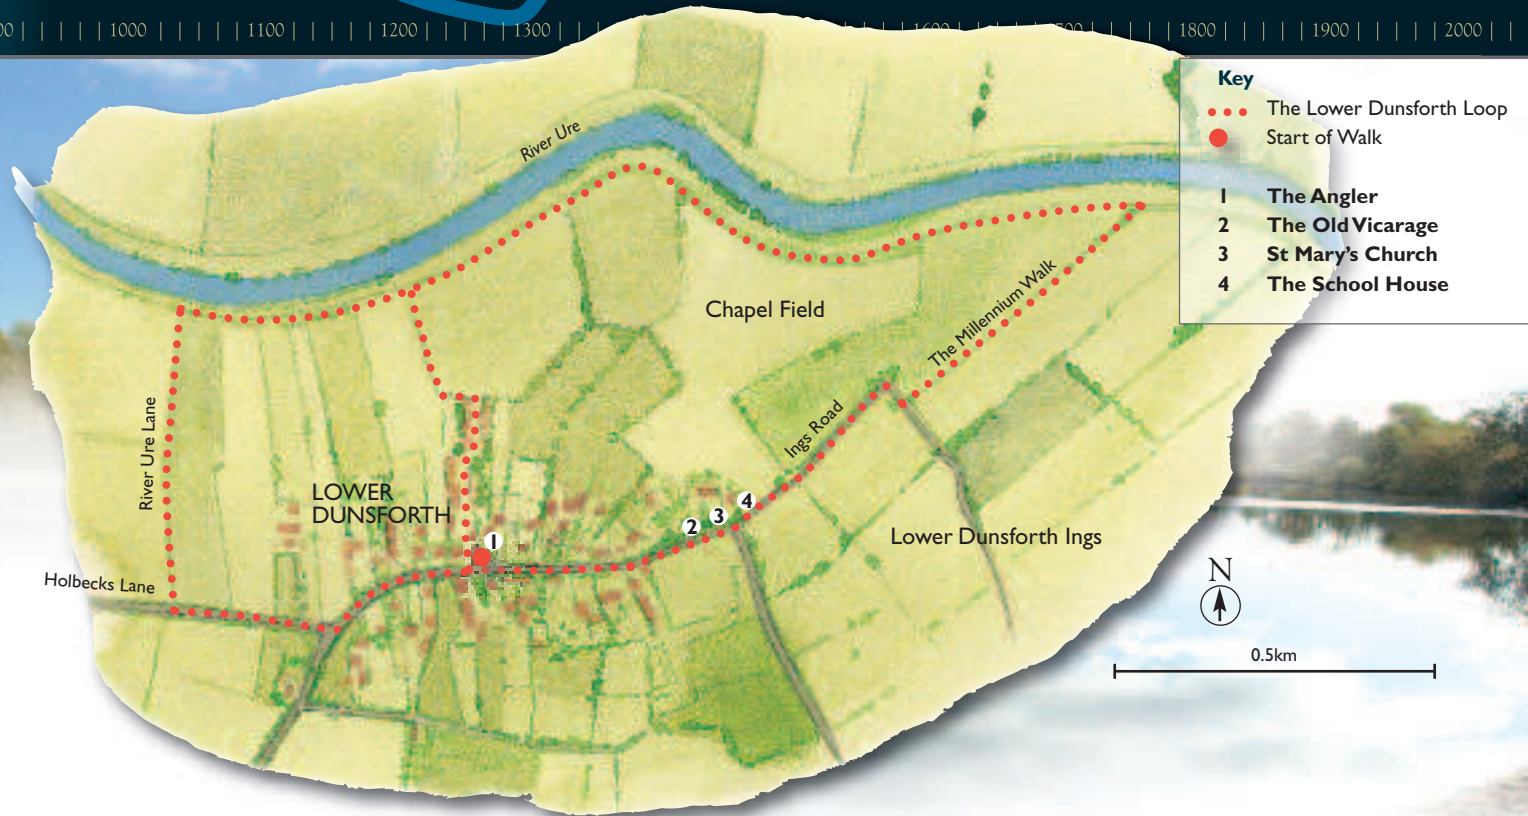 1000 1100 1200 1300 1600 1800 1900 2000
Key
The Lower Dunsforth Loop
Start of Walk
1 The Angler
2 The Old Vicarage
3 St Mary's Church
4 The School House
River Ure
Chapel Field
The Millennium Walk
Ings Road
River Ure Lane
LOWER
DUNSFORTH
1
2
3
4
Lower Dunsforth Ings
Holbecks Lane
N
0.5km